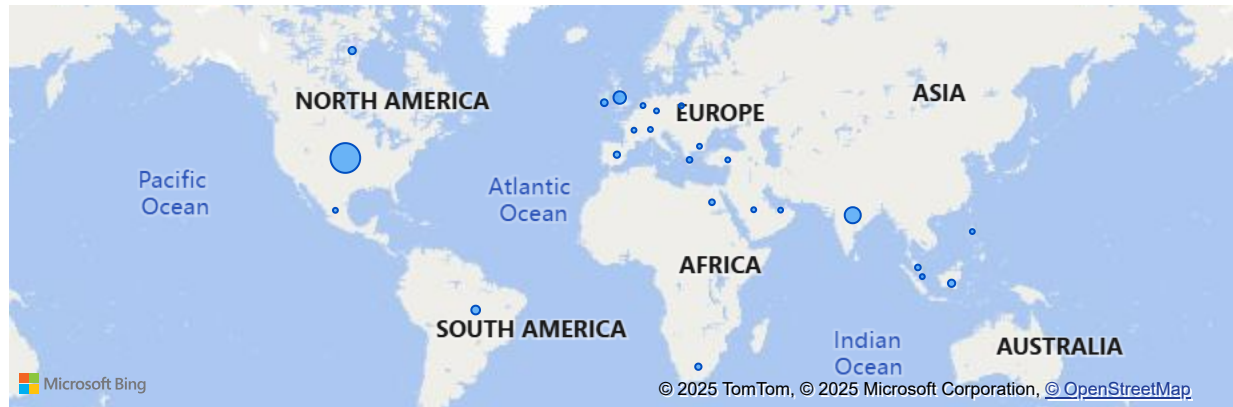 ASIA
NORTH AMERICA
EUROPE
Pacific
Ocean
Atlantic
Ocean
AFRICA
SOUTH AMERICA
Indian
Ocean
AUSTRALIA
Microsoft Bing
© 2025 TomTom, © 2025 Microsoft Corporation, © OpenStreetMap